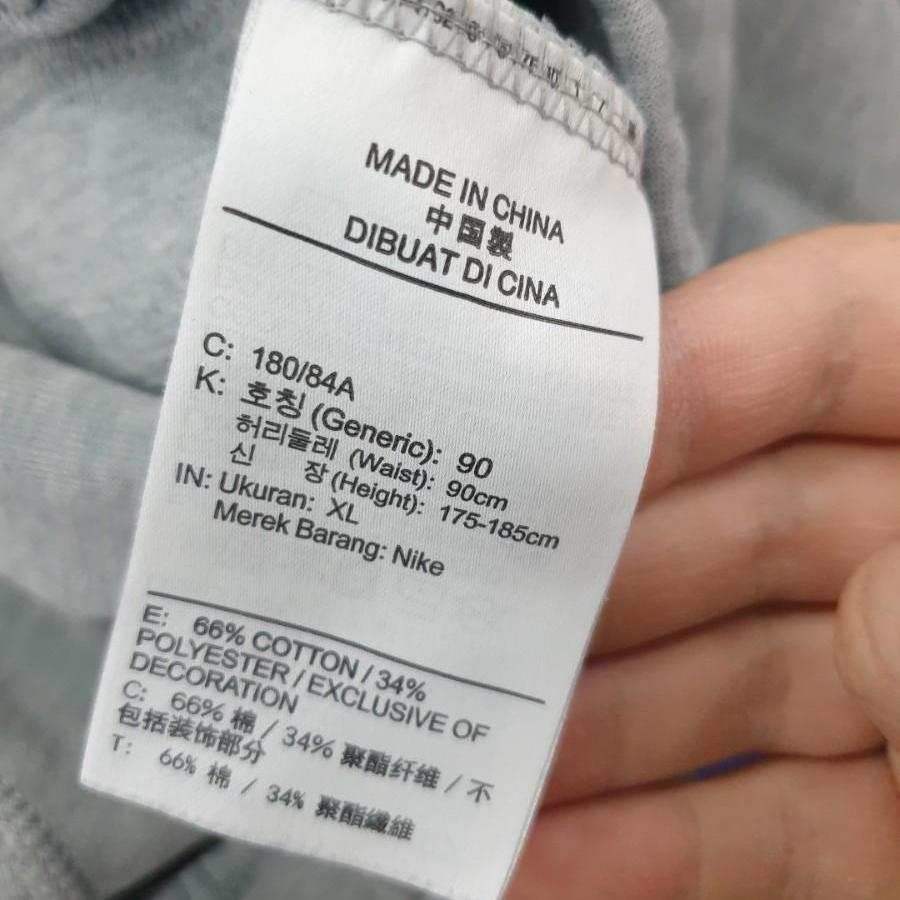 MADE IN CHINA
中国製
DIBUAT DI CINA
C: 180/84A
K: 호칭 (Generic): 90
허리둘레 (Waist): 90cm
신 장 (Height): 175-185cm
IN: Ukuran: XL
Merek Barang: Nike
E: 66% COTTON / 34%
POLYESTER / EXCLUSIVE OF
DECORATION
C: 66% 棉 / 34% 聚酯纤维 / 不
包括装饰部分
T: 66% 棉 / 34% 聚酯纖維